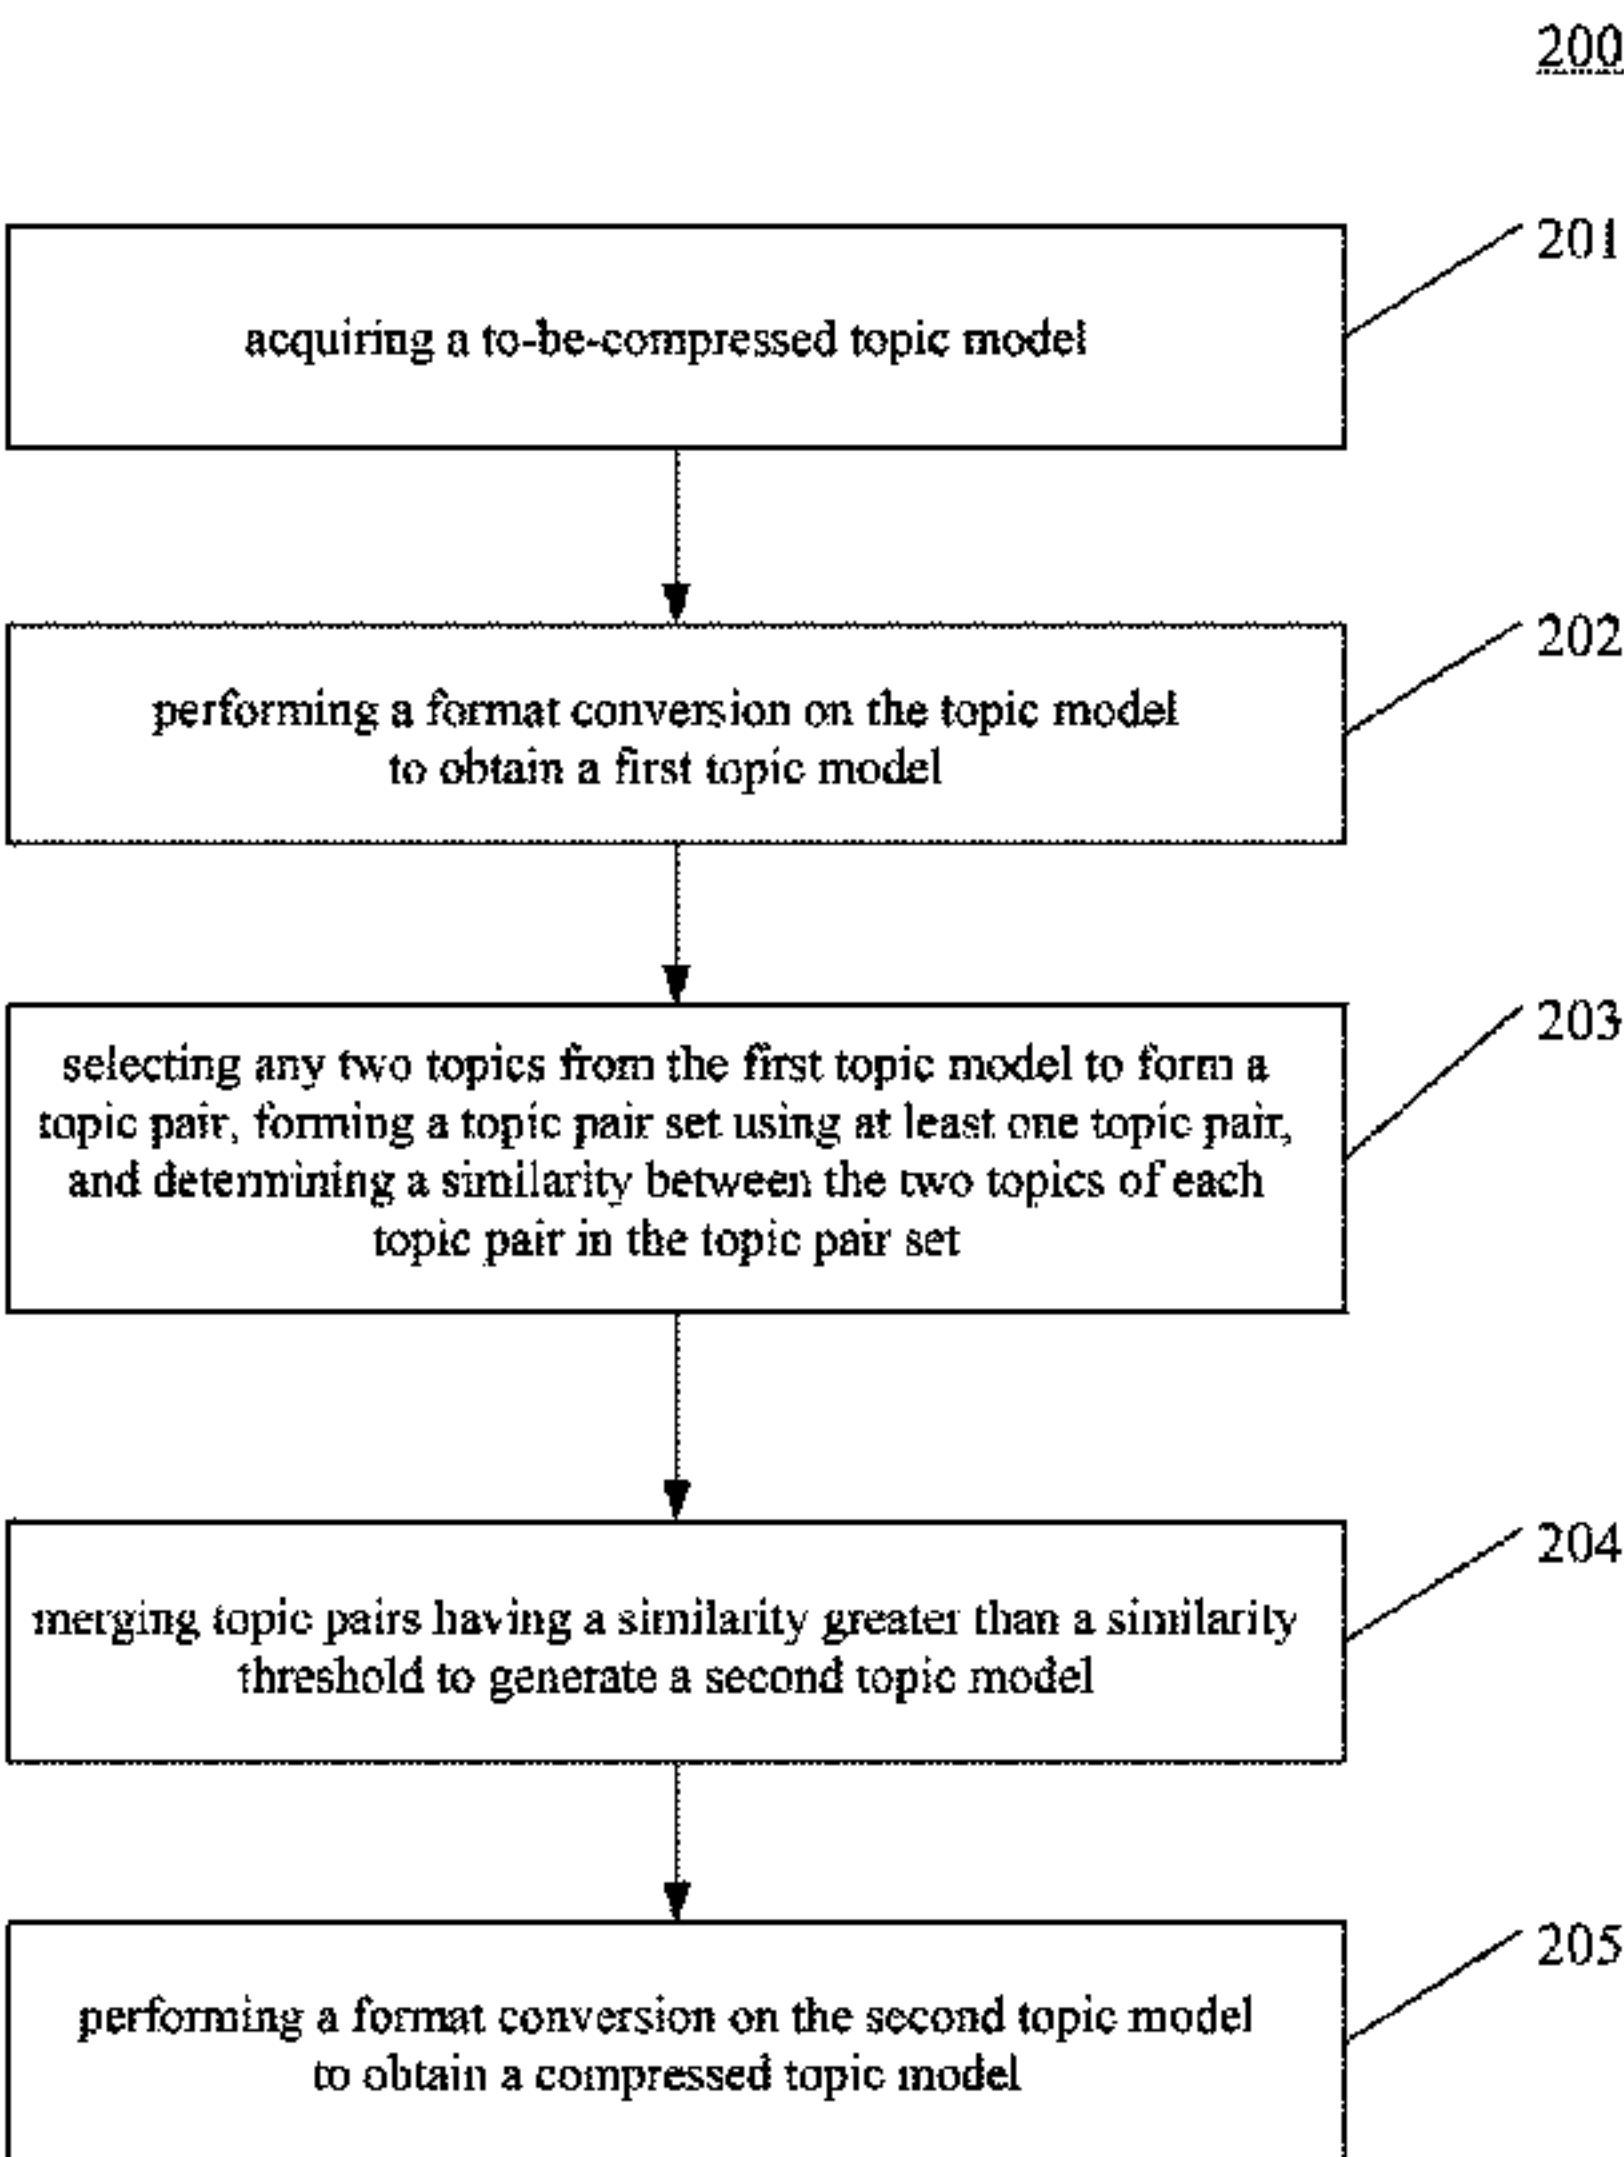 200
201
acquiring a to-be-compressed topic model
202
performing a format conversion on the topic model
to obtain a first topic model
203
selecting any two topics from the first topic model to form a
topic pair, forming a topic pair set using at least one topic pair,
and determining a similarity between the two topics of each
topic pair in the topic pair set
204
merging topic pairs having a similarity greater than a similarity
threshold to generate a second topic model
205
performing a format conversion on the second topic model
to obtain a compressed topic model